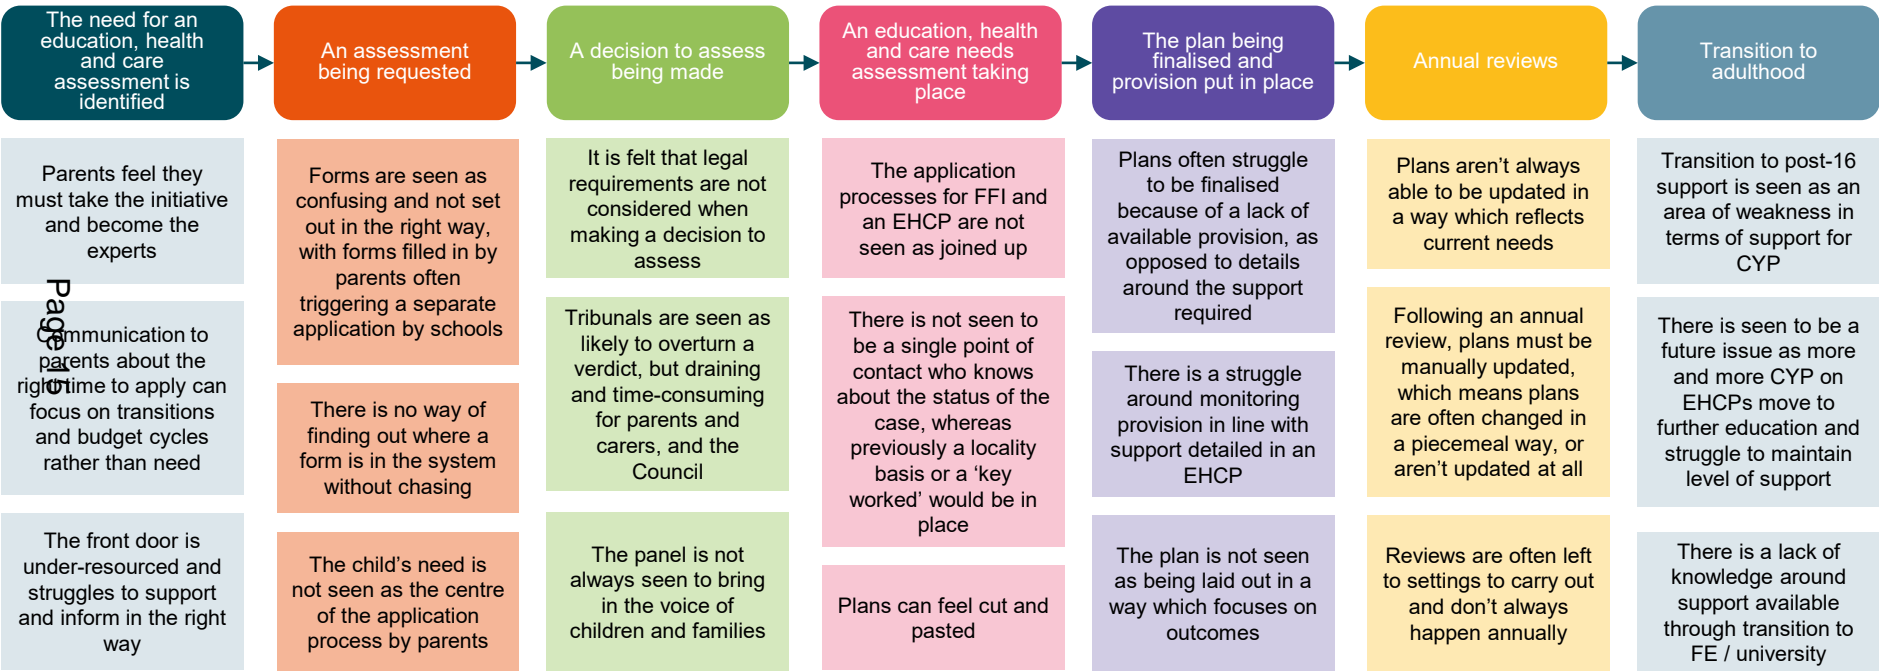 The need for an
education, health
and care
assessment is
identified
An assessment
being requested
A decision to assess
being made
An education, health
and care needs
assessment taking
place
The plan being
finalised and
provision put in place
Annual reviews
Transition to
adulthood
Parents feel they
must take the initiative
and become the
experts
Communication to
parents about the
right time to apply can
focus on transitions
and budget cycles
rather than need
The front door is
under-resourced and
struggles to support
and inform in the right
way
Page 15
Forms are seen as
confusing and not set
out in the right way,
with forms filled in by
parents often
triggering a separate
application by schools
There is no way of
finding out where a
form is in the system
without chasing
The child's need is
not seen as the centre
of the application
process by parents
It is felt that legal
requirements are not
considered when
making a decision to
assess
Tribunals are seen as
likely to overturn a
verdict, but draining
and time-consuming
for parents and
carers, and the
Council
The panel is not
always seen to bring
in the voice of
children and families
The application
processes for FFI and
an EHCP are not
seen as joined up
There is not seen to
be a single point of
contact who knows
about the status of the
case, whereas
previously a locality
basis or a ‘key
worked’ would be in
place
Plans can feel cut and
pasted
Plans often struggle
to be finalised
because of a lack of
available provision, as
opposed to details
around the support
required
There is a struggle
around monitoring
provision in line with
support detailed in an
EHCP
The plan is not seen
as being laid out in a
way which focuses on
outcomes
Plans aren’t always
able to be updated in
a way which reflects
current needs
Following an annual
review, plans must be
manually updated,
which means plans
are often changed in
a piecemeal way, or
aren’t updated at all
Reviews are often left
to settings to carry out
and don’t always
happen annually
Transition to post-16
support is seen as an
area of weakness in
terms of support for
CYP
There is seen to be a
future issue as more
and more CYP on
EHCPs move to
further education and
struggle to maintain
level of support
There is a lack of
knowledge around
support available
through transition to
FE / university